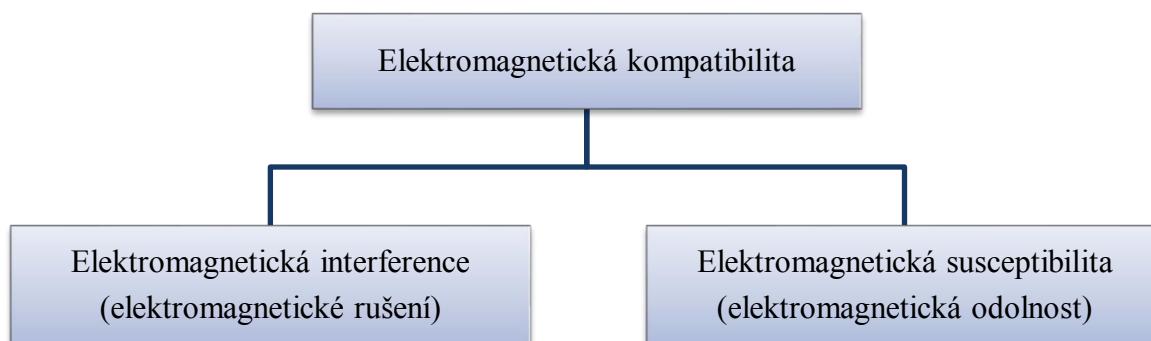 Elektromagnetická kompatibilita
Elektromagnetická interference
(elektromagnetické rušení)
Elektromagnetická susceptibilita
(elektromagnetická odolnost)